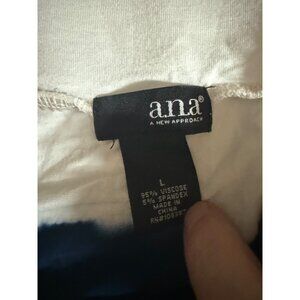 a.n.a®
A NEW APPROACH
L
95% VISCOSE
5% SPANDEX
MADE IN
CHINA